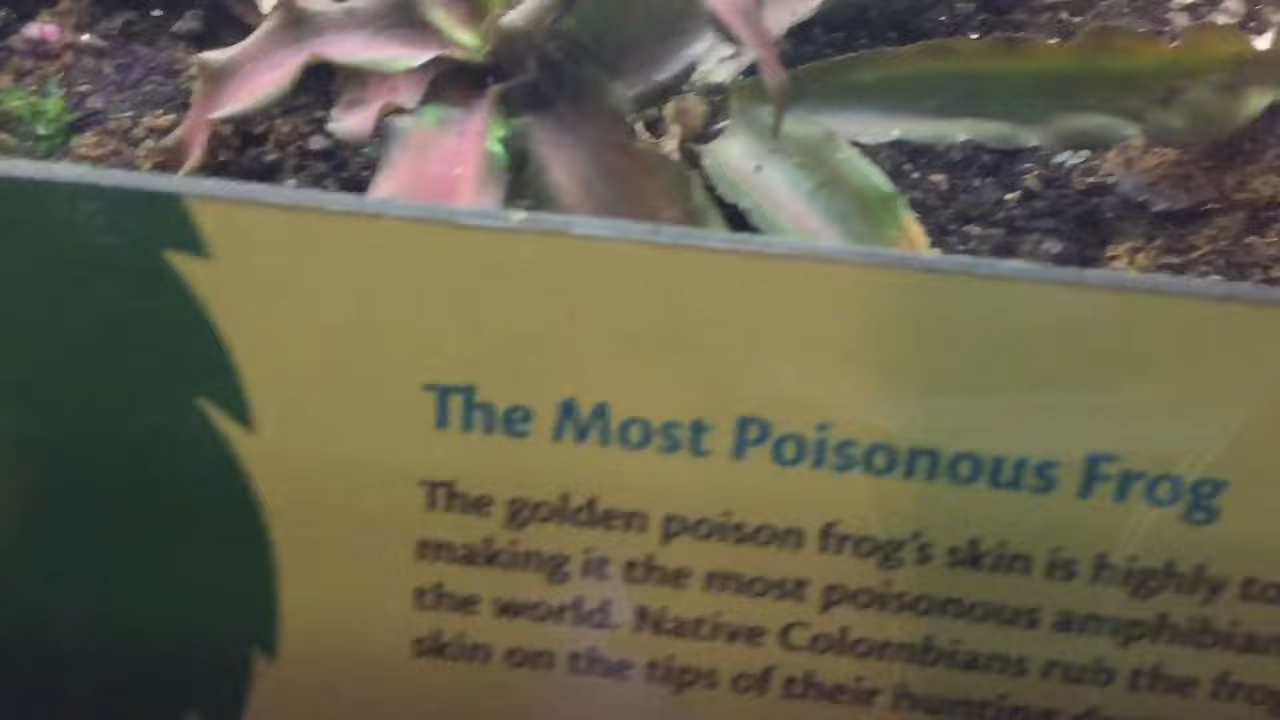 The Most Poisonous Frog
The golden poison frog's skin is highly
making it the most poisonous
the world. Native Colombians rub the
skin on the tips of their hunting